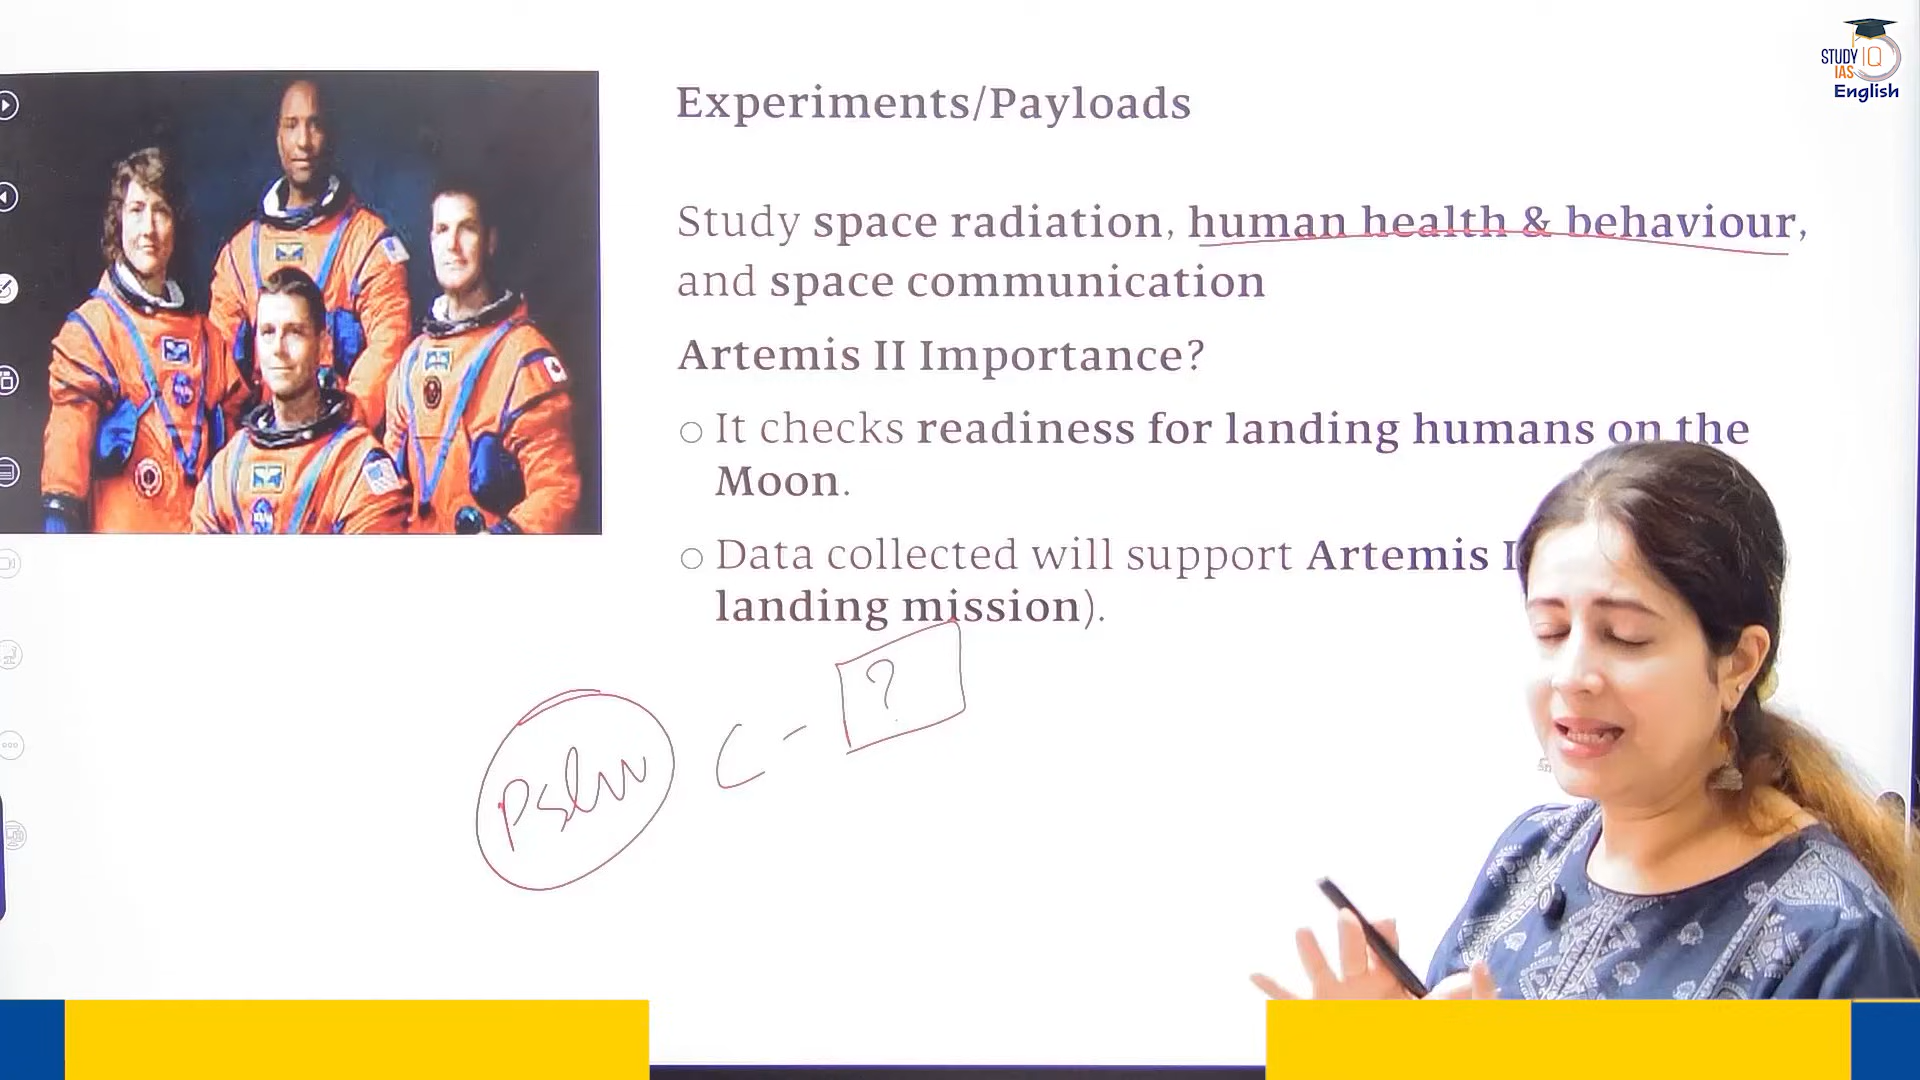 STUDY IQ
IAS
English
Experiments/Payloads
Study space radiation, human health & behaviour,
and space communication
Artemis II Importance?
○ It checks readiness for landing humans on the
Moon.
○ Data collected will support Artemis I
landing mission).
Pslv C - ?